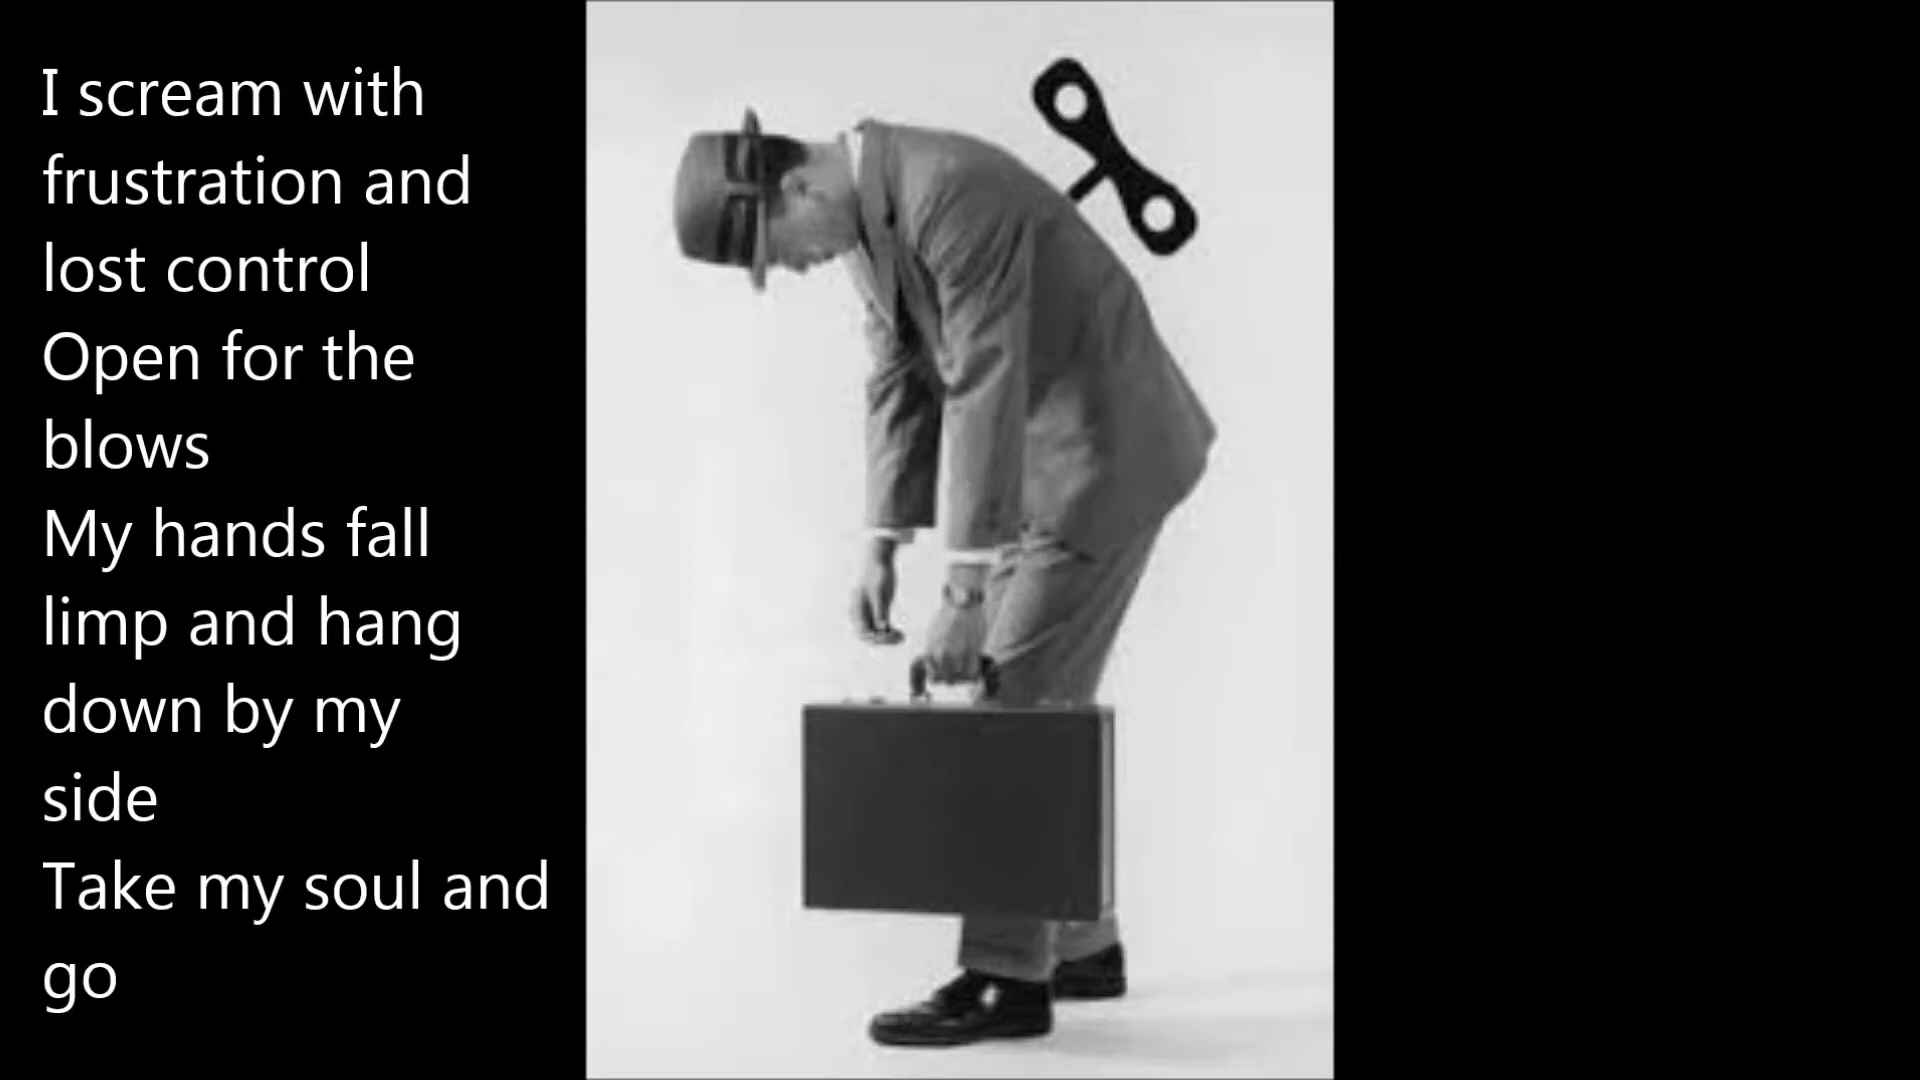 I scream with
frustration and
lost control
Open for the
blows
My hands fall
limp and hang
down by my
side
Take my soul and
go